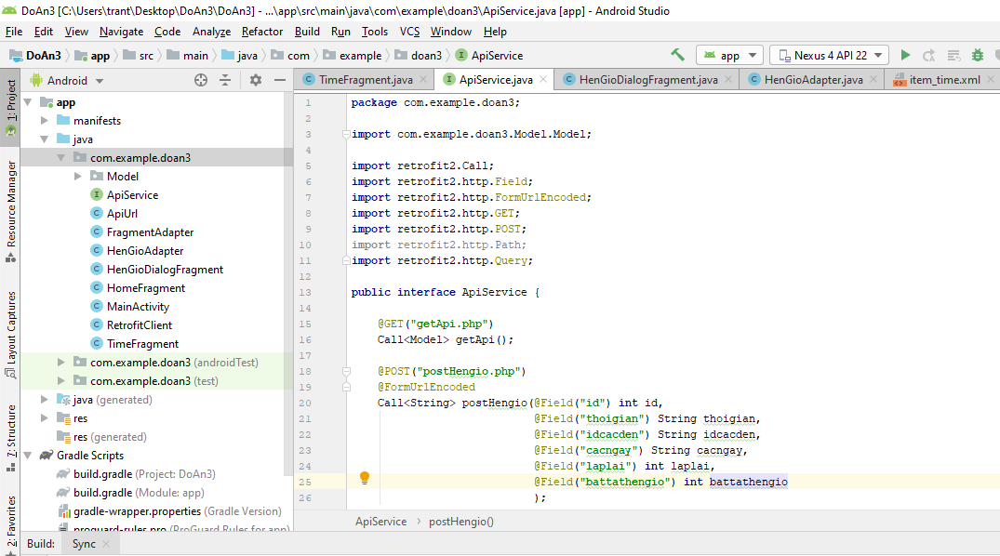 DoAn3 [C:\Users\trant\Desktop\DoAn3\DoAn3] - ...\app\src\main\java\com\example\doan3\ApiService.java [app] - Android Studio
File Edit View Navigate Code Analyze Refactor Build Run Tools VCS Window Help
DoAn3 app src main java com example doan3 ApiService app Nexus 4 API 22
Android TimeFragment.java ApiService.java HenGioDialogFragment.java HenGioAdapter.java item_time.xml
1: Project
Resource Manager
Layout Captures
7: Structure
2: Favorites
app
manifests
java
com.example.doan3
Model
ApiService
ApiUrl
FragmentAdapter
HenGioAdapter
HenGioDialogFragment
HomeFragment
MainActivity
RetrofitClient
TimeFragment
com.example.doan3 (androidTest)
com.example.doan3 (test)
java (generated)
res
res (generated)
Gradle Scripts
build.gradle (Project: DoAn3)
build.gradle (Module: app)
gradle-wrapper.properties (Gradle Version)
proguard-rules.pro (ProGuard Rules for app)
1 package com.example.doan3;
2
3 import com.example.doan3.Model.Model;
4
5 import retrofit2.Call;
6 import retrofit2.http.Field;
7 import retrofit2.http.FormUrlEncoded;
8 import retrofit2.http.GET;
9 import retrofit2.http.POST;
10 import retrofit2.http.Path;
11 import retrofit2.http.Query;
12
13 public interface ApiService {
14
15 @GET("getApi.php")
16 Call<Model> getApi();
17
18 @POST("postHengio.php")
19 @FormUrlEncoded
20 Call<String> postHengio(@Field("id") int id,
21 @Field("thoigian") String thoigian,
22 @Field("idcacden") String idcacden,
23 @Field("cacngay") String cacngay,
24 @Field("laplai") int laplai,
25 @Field("battathengio") int battathengio
26 );
ApiService postHengio()
Build: Sync